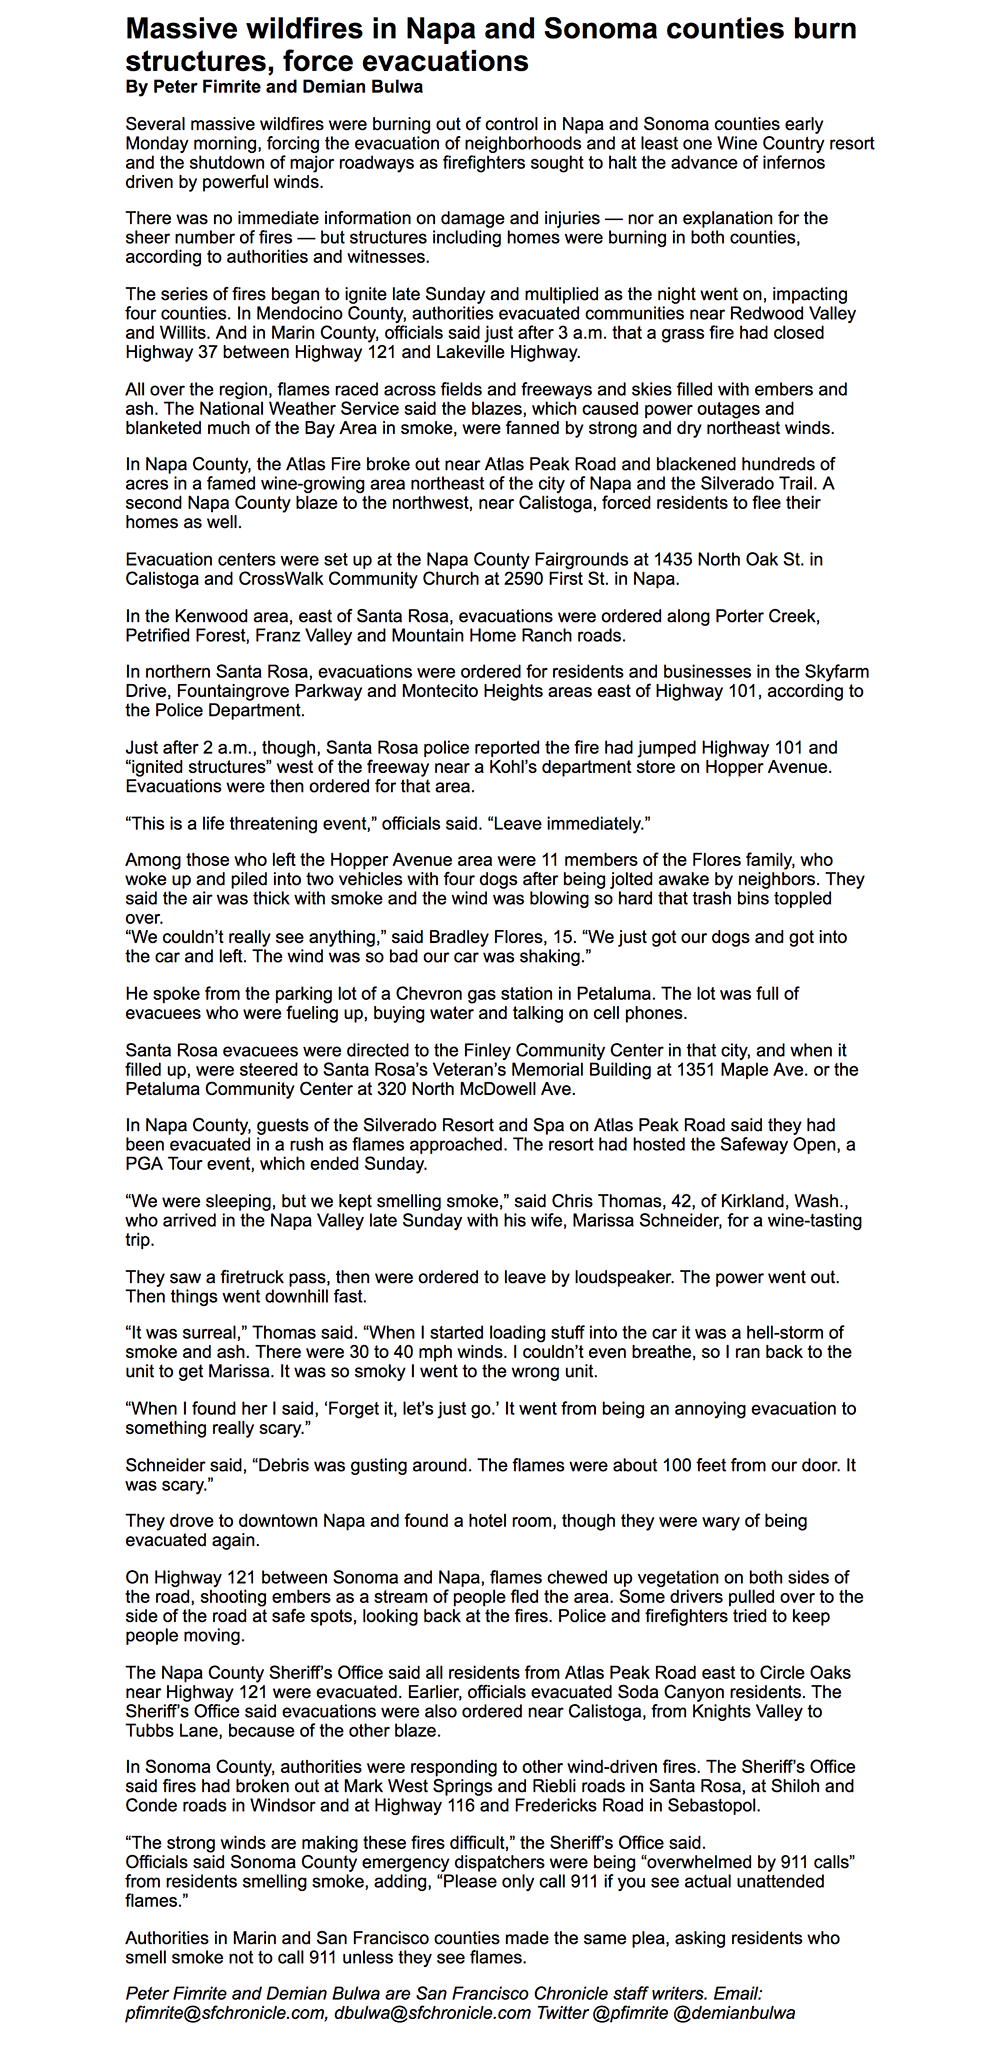 Massive wildfires in Napa and Sonoma counties burn
structures, force evacuations
By Peter Fimrite and Demian Bulwa
Several massive wildfires were burning out of control in Napa and Sonoma counties early
Monday morning, forcing the evacuation of neighborhoods and at least one Wine Country resort
and the shutdown of major roadways as firefighters sought to halt the advance of infernos
driven by powerful winds.
There was no immediate information on damage and injuries — nor an explanation for the
sheer number of fires — but structures including homes were burning in both counties,
according to authorities and witnesses.
The series of fires began to ignite late Sunday and multiplied as the night went on, impacting
four counties. In Mendocino County, authorities evacuated communities near Redwood Valley
and Willits. And in Marin County, officials said just after 3 a.m. that a grass fire had closed
Highway 37 between Highway 121 and Lakeville Highway.
All over the region, flames raced across fields and freeways and skies filled with embers and
ash. The National Weather Service said the blazes, which caused power outages and
blanketed much of the Bay Area in smoke, were fanned by strong and dry northeast winds.
In Napa County, the Atlas Fire broke out near Atlas Peak Road and blackened hundreds of
acres in a famed wine-growing area northeast of the city of Napa and the Silverado Trail. A
second Napa County blaze to the northwest, near Calistoga, forced residents to flee their
homes as well.
Evacuation centers were set up at the Napa County Fairgrounds at 1435 North Oak St. in
Calistoga and CrossWalk Community Church at 2590 First St. in Napa.
In the Kenwood area, east of Santa Rosa, evacuations were ordered along Porter Creek,
Petrified Forest, Franz Valley and Mountain Home Ranch roads.
In northern Santa Rosa, evacuations were ordered for residents and businesses in the Skyfarm
Drive, Fountaingrove Parkway and Montecito Heights areas east of Highway 101, according to
the Police Department.
Just after 2 a.m., though, Santa Rosa police reported the fire had jumped Highway 101 and
“ignited structures” west of the freeway near a Kohl’s department store on Hopper Avenue.
Evacuations were then ordered for that area.
“This is a life threatening event,” officials said. “Leave immediately.”
Among those who left the Hopper Avenue area were 11 members of the Flores family, who
woke up and piled into two vehicles with four dogs after being jolted awake by neighbors. They
said the air was thick with smoke and the wind was blowing so hard that trash bins toppled
over.
“We couldn’t really see anything,” said Bradley Flores, 15. “We just got our dogs and got into
the car and left. The wind was so bad our car was shaking.”
He spoke from the parking lot of a Chevron gas station in Petaluma. The lot was full of
evacuees who were fueling up, buying water and talking on cell phones.
Santa Rosa evacuees were directed to the Finley Community Center in that city, and when it
filled up, were steered to Santa Rosa’s Veteran’s Memorial Building at 1351 Maple Ave. or the
Petaluma Community Center at 320 North McDowell Ave.
In Napa County, guests of the Silverado Resort and Spa on Atlas Peak Road said they had
been evacuated in a rush as flames approached. The resort had hosted the Safeway Open, a
PGA Tour event, which ended Sunday.
“We were sleeping, but we kept smelling smoke,” said Chris Thomas, 42, of Kirkland, Wash.,
who arrived in the Napa Valley late Sunday with his wife, Marissa Schneider, for a wine-tasting
trip.
They saw a firetruck pass, then were ordered to leave by loudspeaker. The power went out.
Then things went downhill fast.
“It was surreal,” Thomas said. “When I started loading stuff into the car it was a hell-storm of
smoke and ash. There were 30 to 40 mph winds. I couldn’t even breathe, so I ran back to the
unit to get Marissa. It was so smoky I went to the wrong unit.
“When I found her I said, ‘Forget it, let’s just go.’ It went from being an annoying evacuation to
something really scary.”
Schneider said, “Debris was gusting around. The flames were about 100 feet from our door. It
was scary.”
They drove to downtown Napa and found a hotel room, though they were wary of being
evacuated again.
On Highway 121 between Sonoma and Napa, flames chewed up vegetation on both sides of
the road, shooting embers as a stream of people fled the area. Some drivers pulled over to the
side of the road at safe spots, looking back at the fires. Police and firefighters tried to keep
people moving.
The Napa County Sheriff’s Office said all residents from Atlas Peak Road east to Circle Oaks
near Highway 121 were evacuated. Earlier, officials evacuated Soda Canyon residents. The
Sheriff’s Office said evacuations were also ordered near Calistoga, from Knights Valley to
Tubbs Lane, because of the other blaze.
In Sonoma County, authorities were responding to other wind-driven fires. The Sheriff’s Office
said fires had broken out at Mark West Springs and Riebli roads in Santa Rosa, at Shiloh and
Conde roads in Windsor and at Highway 116 and Fredericks Road in Sebastopol.
“The strong winds are making these fires difficult,” the Sheriff’s Office said.
Officials said Sonoma County emergency dispatchers were being “overwhelmed by 911 calls”
from residents smelling smoke, adding, “Please only call 911 if you see actual unattended
flames.”
Authorities in Marin and San Francisco counties made the same plea, asking residents who
smell smoke not to call 911 unless they see flames.
Peter Fimrite and Demian Bulwa are San Francisco Chronicle staff writers. Email:
pfimrite@sfchronicle.com, dbulwa@sfchronicle.com Twitter @pfimrite @demianbulwa